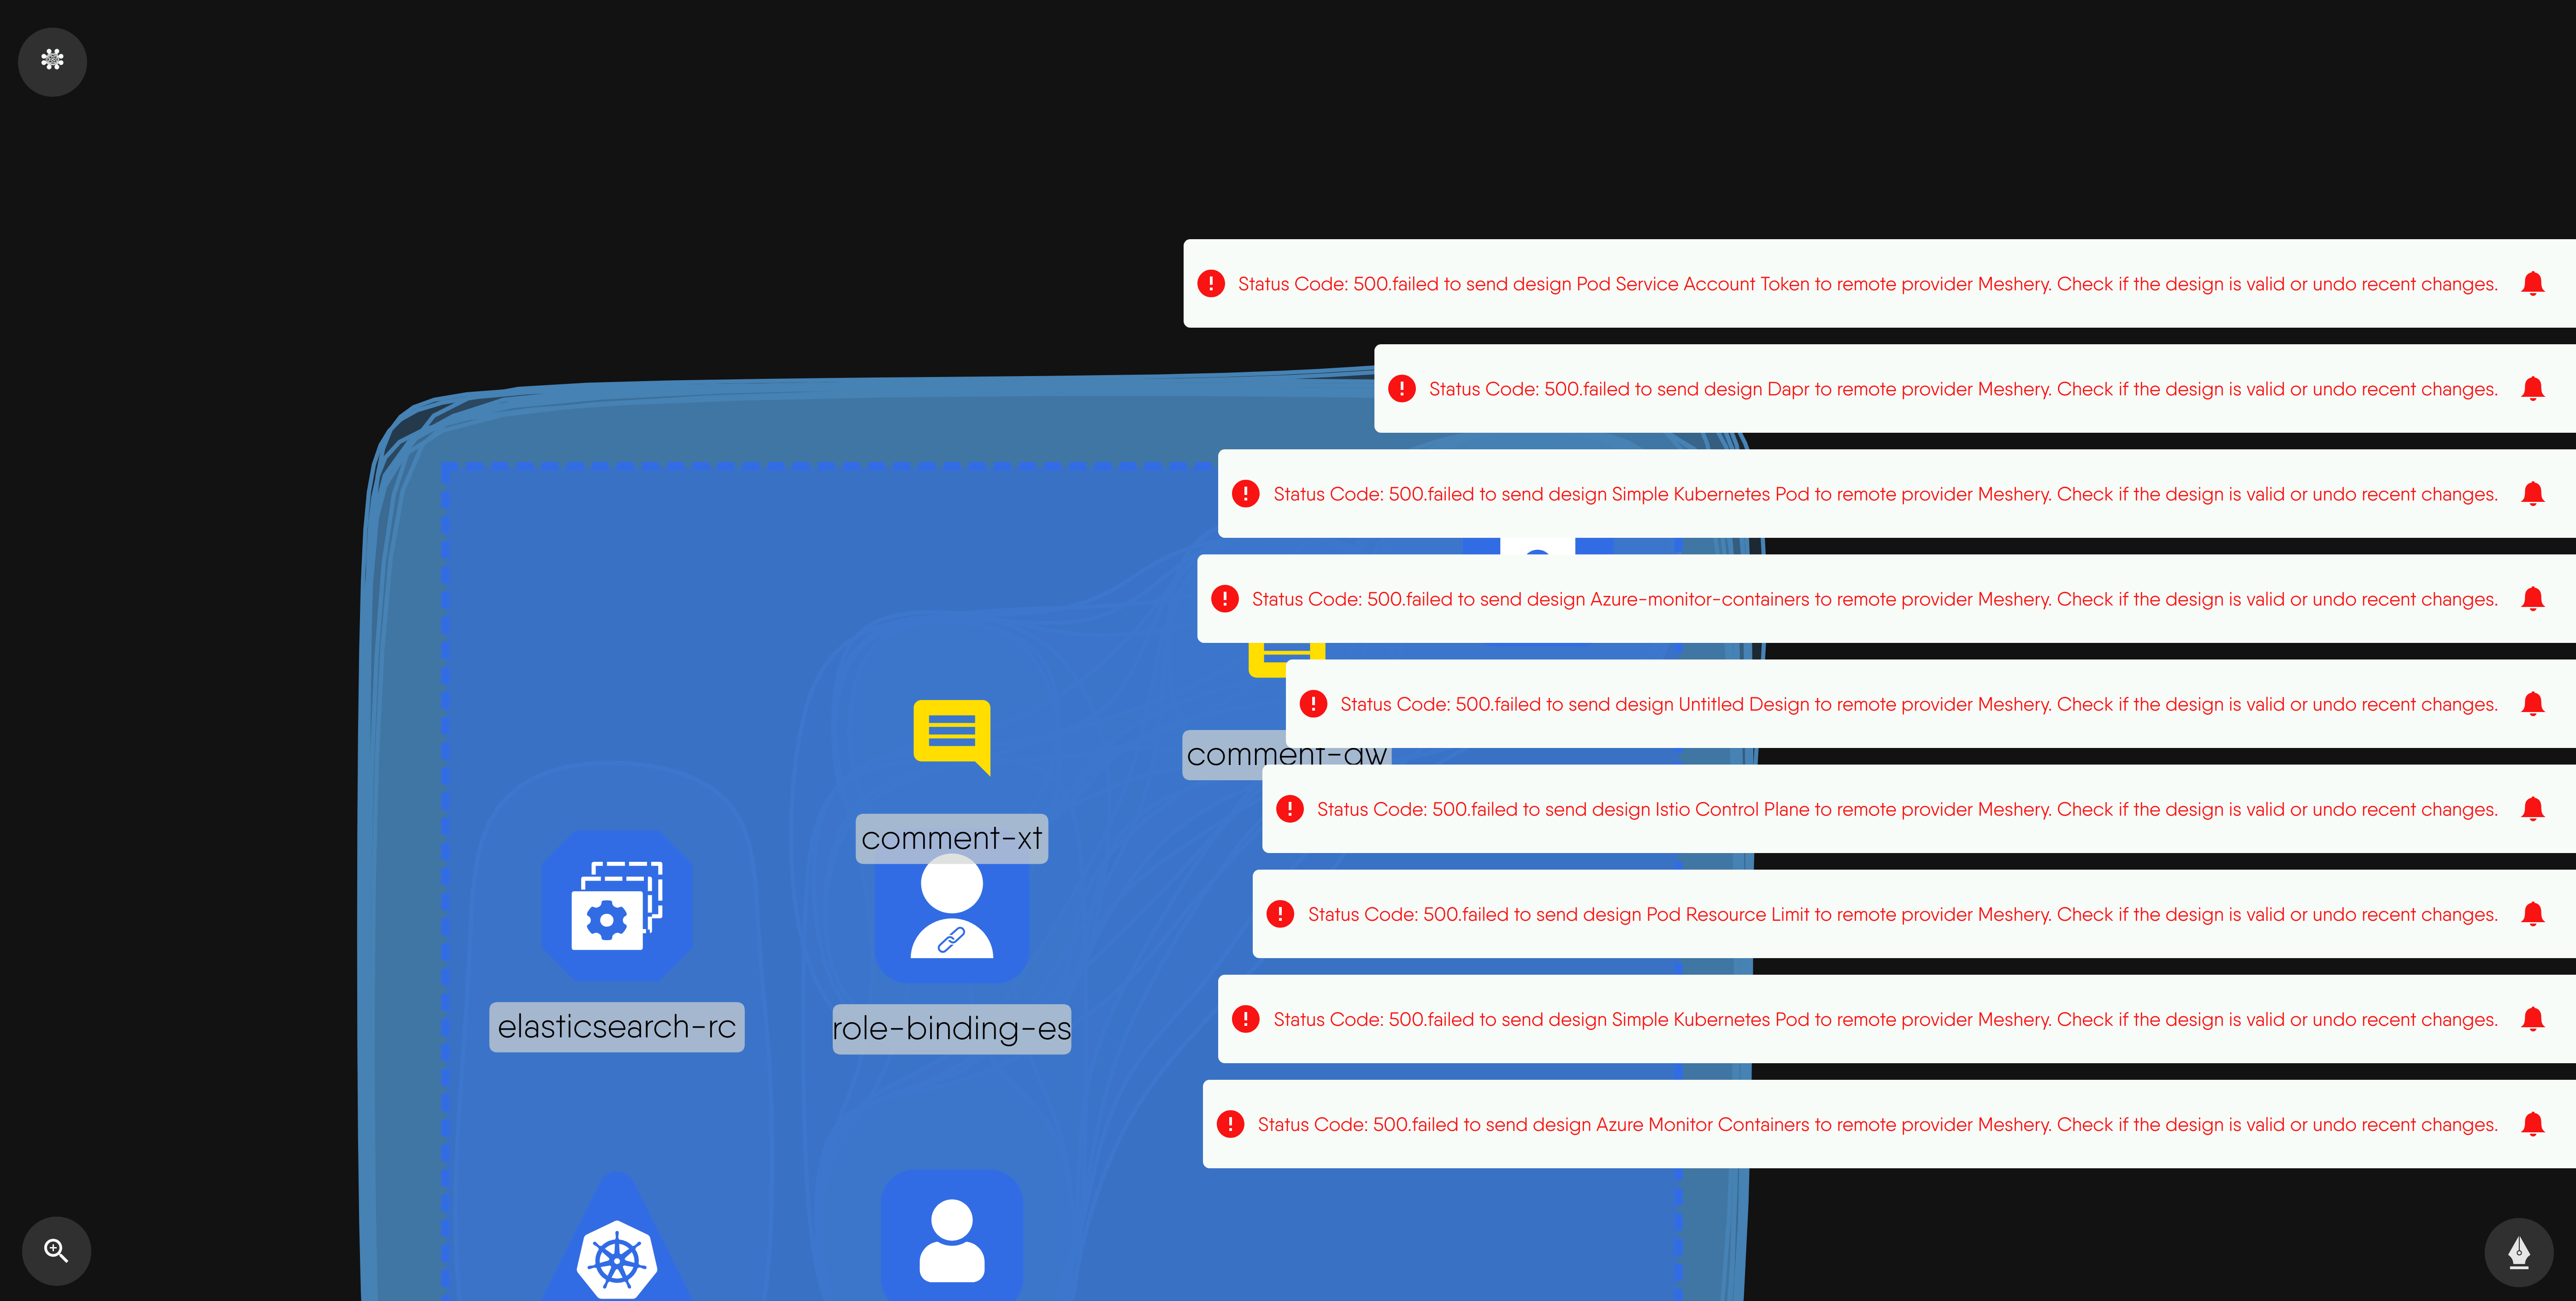 Status Code: 500.failed to send design Pod Service Account Token to remote provider Meshery. Check if the design is valid or undo recent changes.
Status Code: 500.failed to send design Dapr to remote provider Meshery. Check if the design is valid or undo recent changes.
Status Code: 500.failed to send design Simple Kubernetes Pod to remote provider Meshery. Check if the design is valid or undo recent changes.
Status Code: 500.failed to send design Azure-monitor-containers to remote provider Meshery. Check if the design is valid or undo recent changes.
Status Code: 500.failed to send design Untitled Design to remote provider Meshery. Check if the design is valid or undo recent changes.
comment-qw
Status Code: 500.failed to send design Istio Control Plane to remote provider Meshery. Check if the design is valid or undo recent changes.
comment-xt
Status Code: 500.failed to send design Pod Resource Limit to remote provider Meshery. Check if the design is valid or undo recent changes.
elasticsearch-rc
role-binding-es
Status Code: 500.failed to send design Simple Kubernetes Pod to remote provider Meshery. Check if the design is valid or undo recent changes.
Status Code: 500.failed to send design Azure Monitor Containers to remote provider Meshery. Check if the design is valid or undo recent changes.